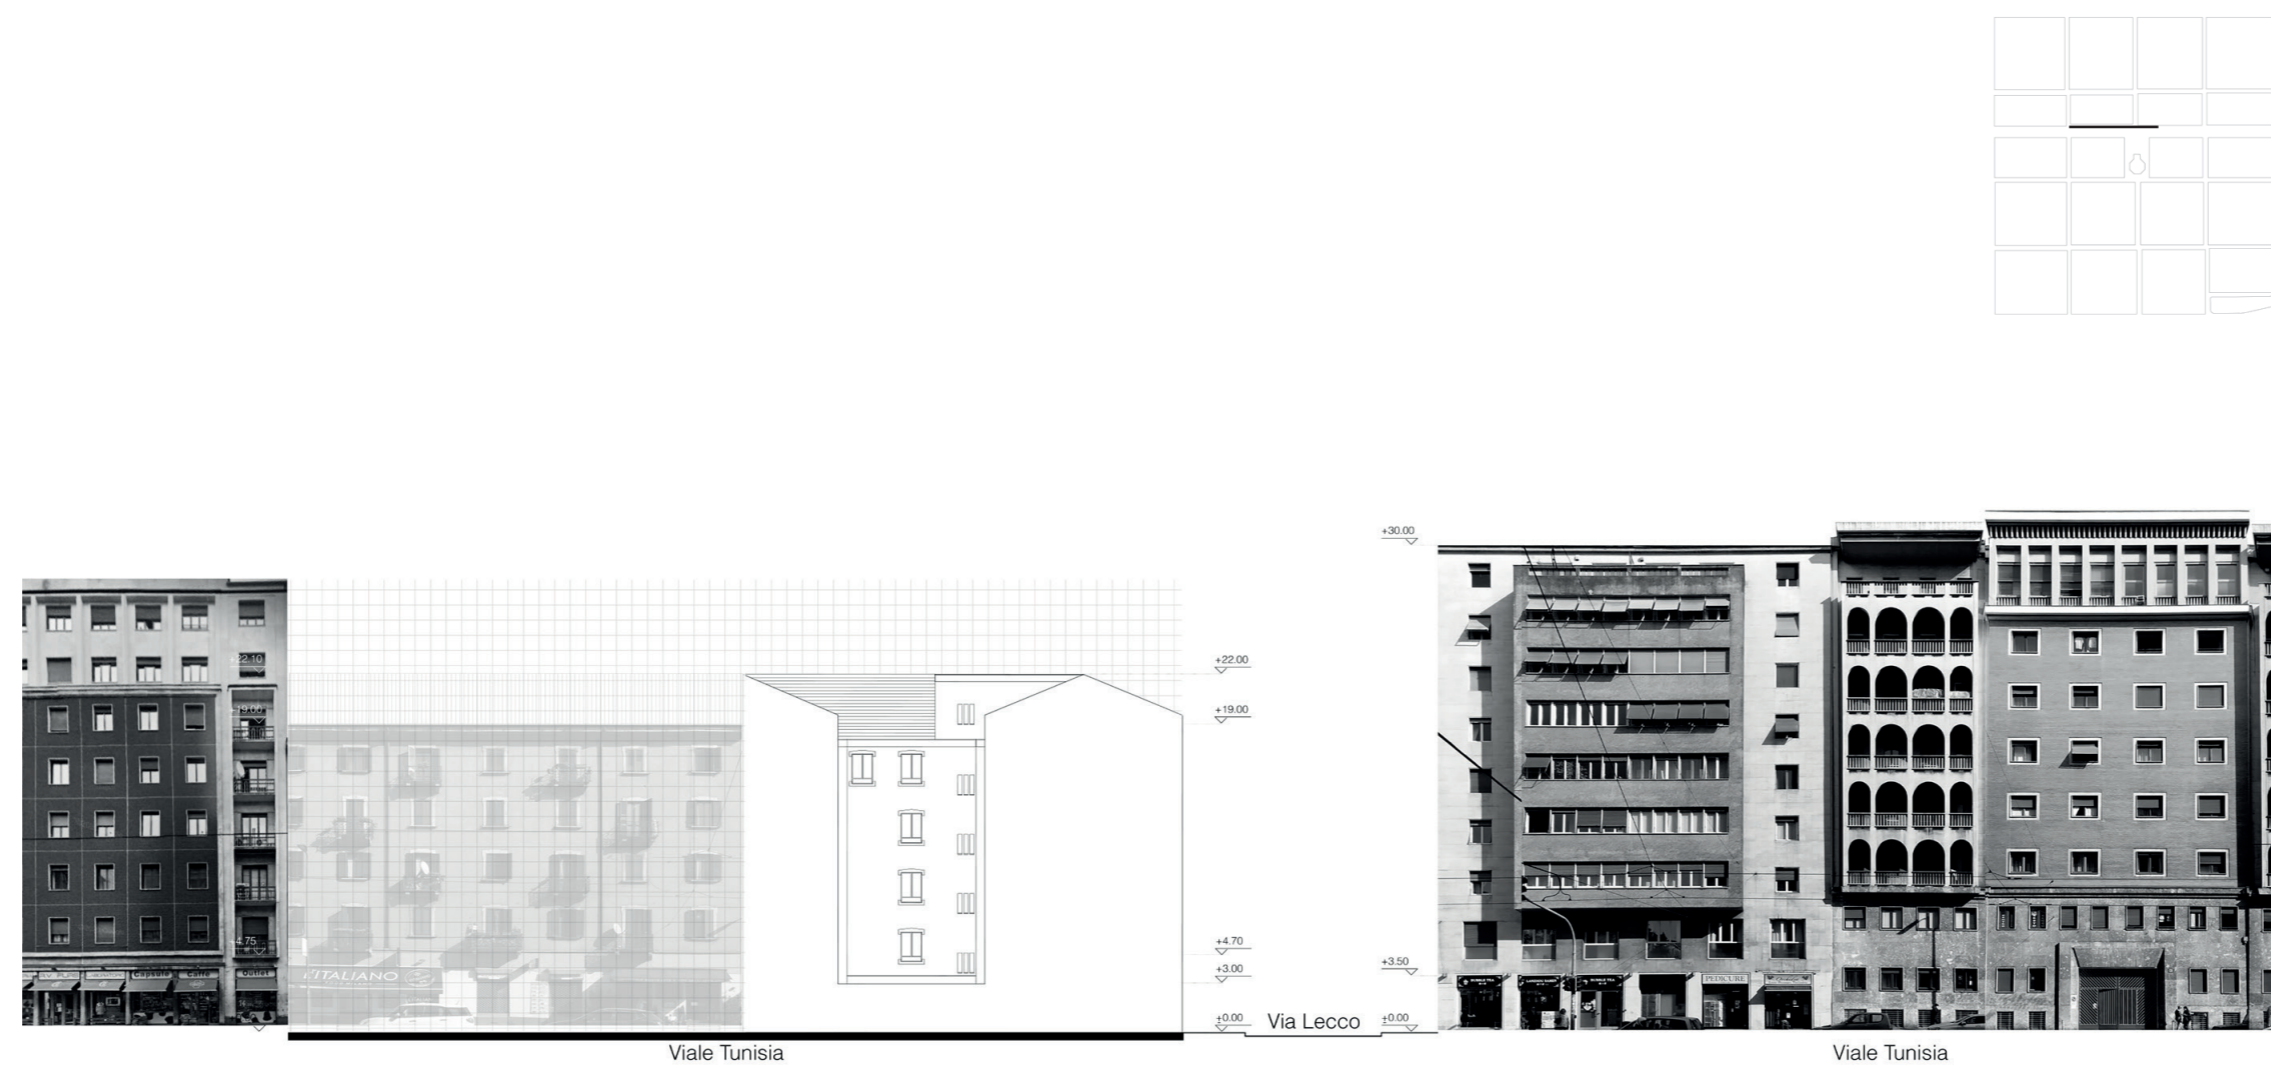 +30.00
+22.10
+22.00
+19.00
+19.00
+4.75
+4.70
+3.50
+3.00
Capsule
Caffè
Outlet
L'ITALIANO
PEDICURE
±0.00
Via Lecco
±0.00
Viale Tunisia
Viale Tunisia